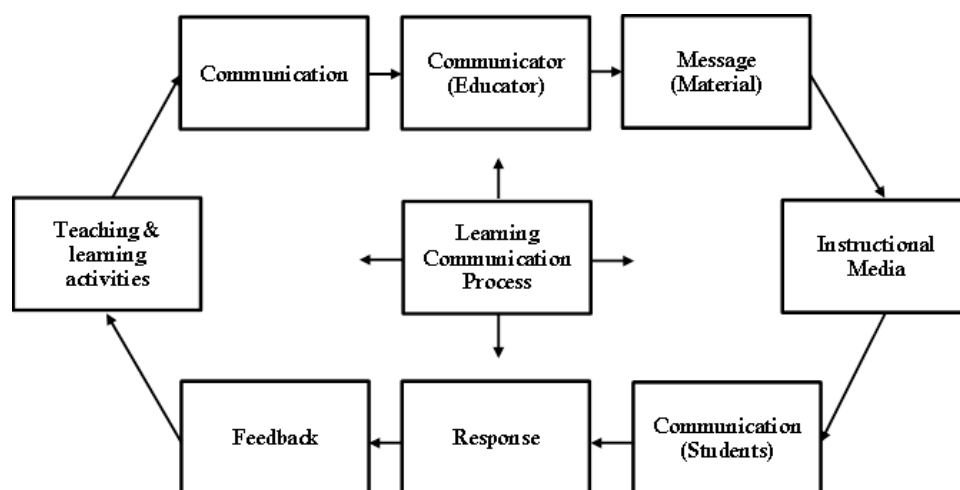 Communication
Communicator
(Educator)
Message
(Material)
Teaching &
learning
activities
Learning
Communication
Process
Instructional
Media
Feedback
Response
Communication
(Students)